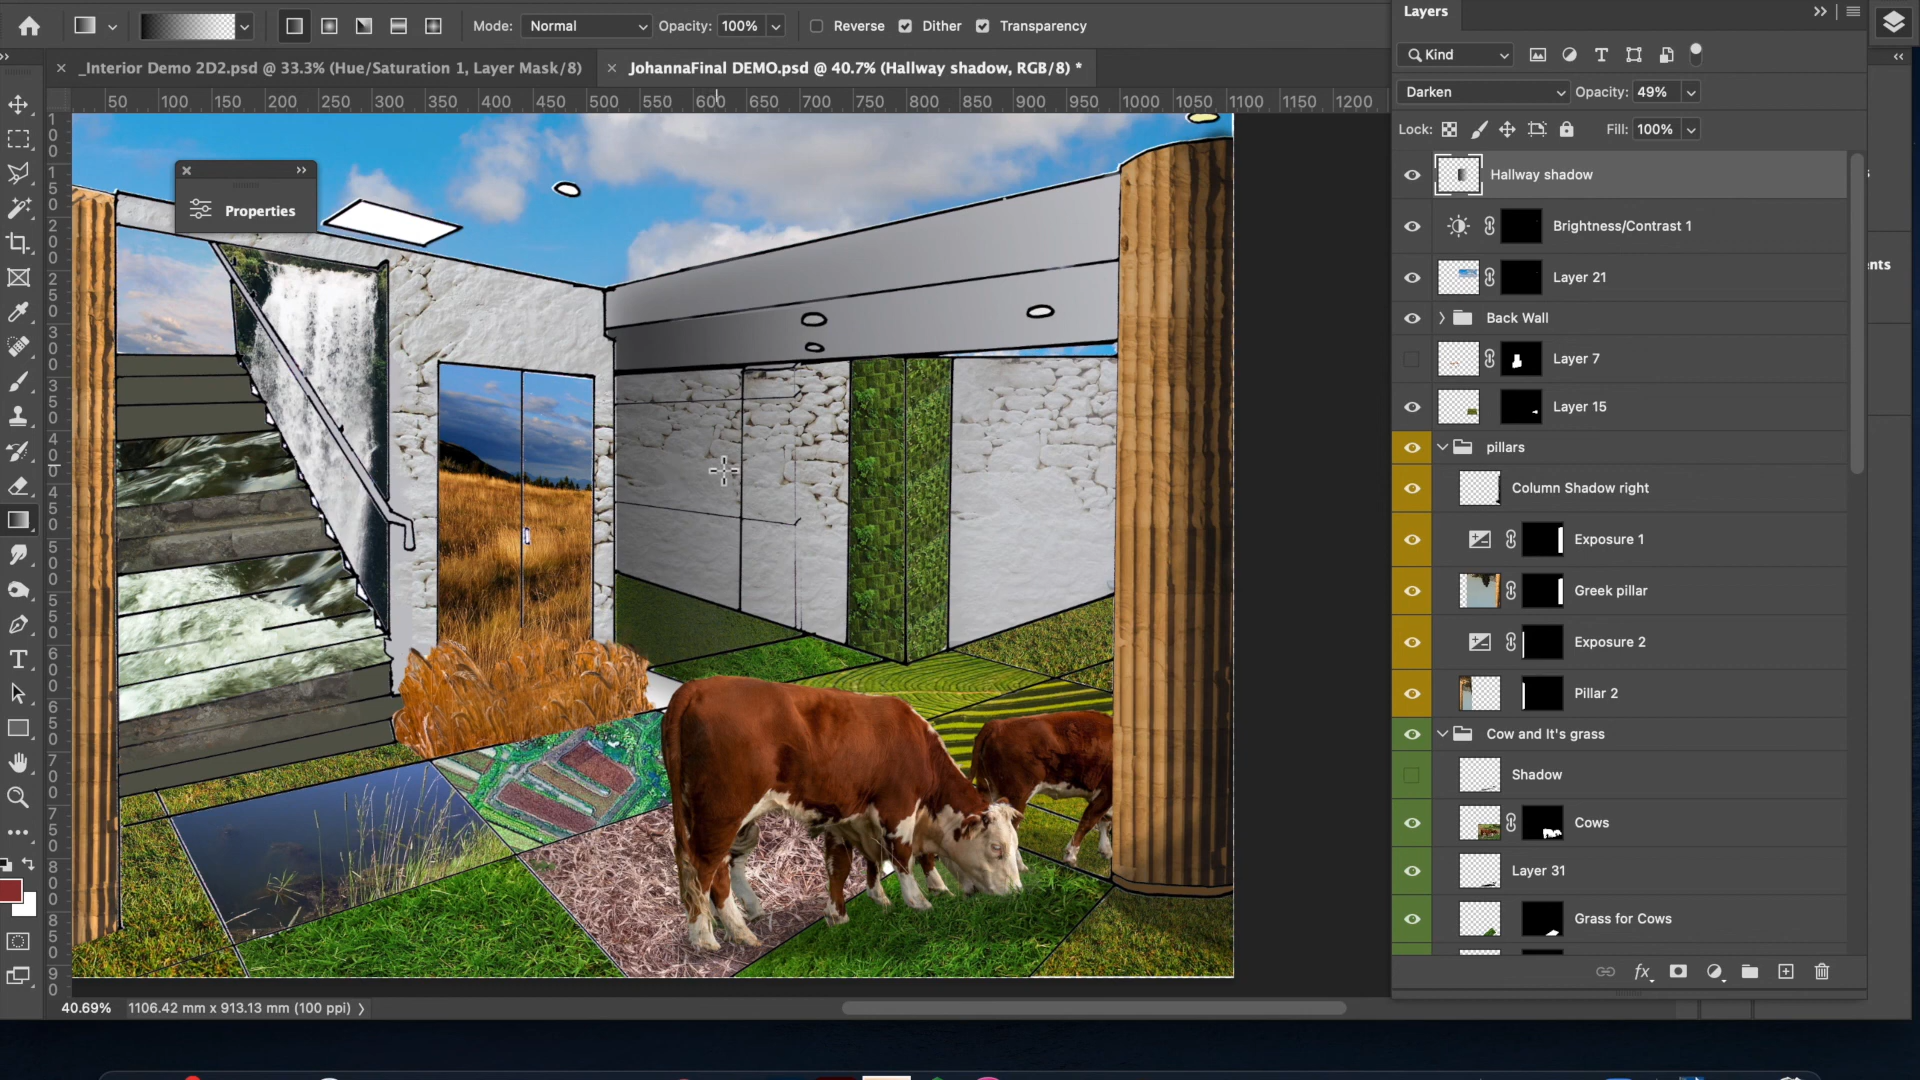 Mode: Normal Opacity: 100% Reverse Dither Transparency
_Interior Demo 2D2.psd @ 33.3% (Hue/Saturation 1, Layer Mask/8)
JohannaFinal DEMO.psd @ 40.7% (Hallway shadow, RGB/8) *
50 100 150 200 250 300 350 400 450 500 550 600 650 700 750 800 850 900 950 1000 1050 1100 1150 1200
Properties
Layers
Kind
Darken Opacity: 49%
Lock: Fill: 100%
Hallway shadow
Brightness/Contrast 1
Layer 21
Back Wall
Layer 7
Layer 15
pillars
Column Shadow right
Exposure 1
Greek pillar
Exposure 2
Pillar 2
Cow and It's grass
Shadow
Cows
Layer 31
Grass for Cows
fx
ents
40.69% 1106.42 mm x 913.13 mm (100 ppi)